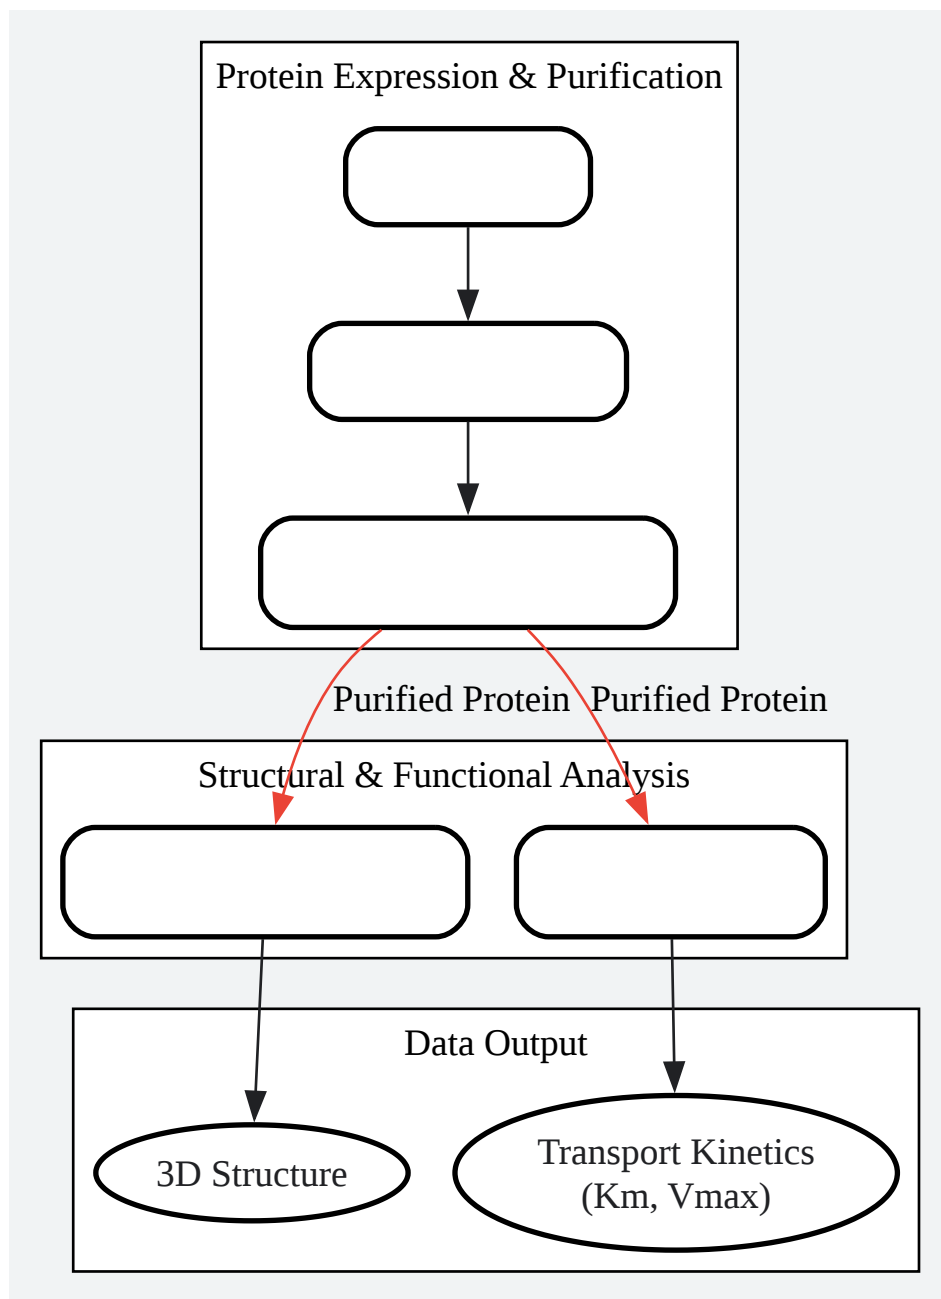 Protein Expression & Purification
Purified Protein
Purified Protein
Structural & Functional Analysis
Data Output
3D Structure
Transport Kinetics
(Km, Vmax)